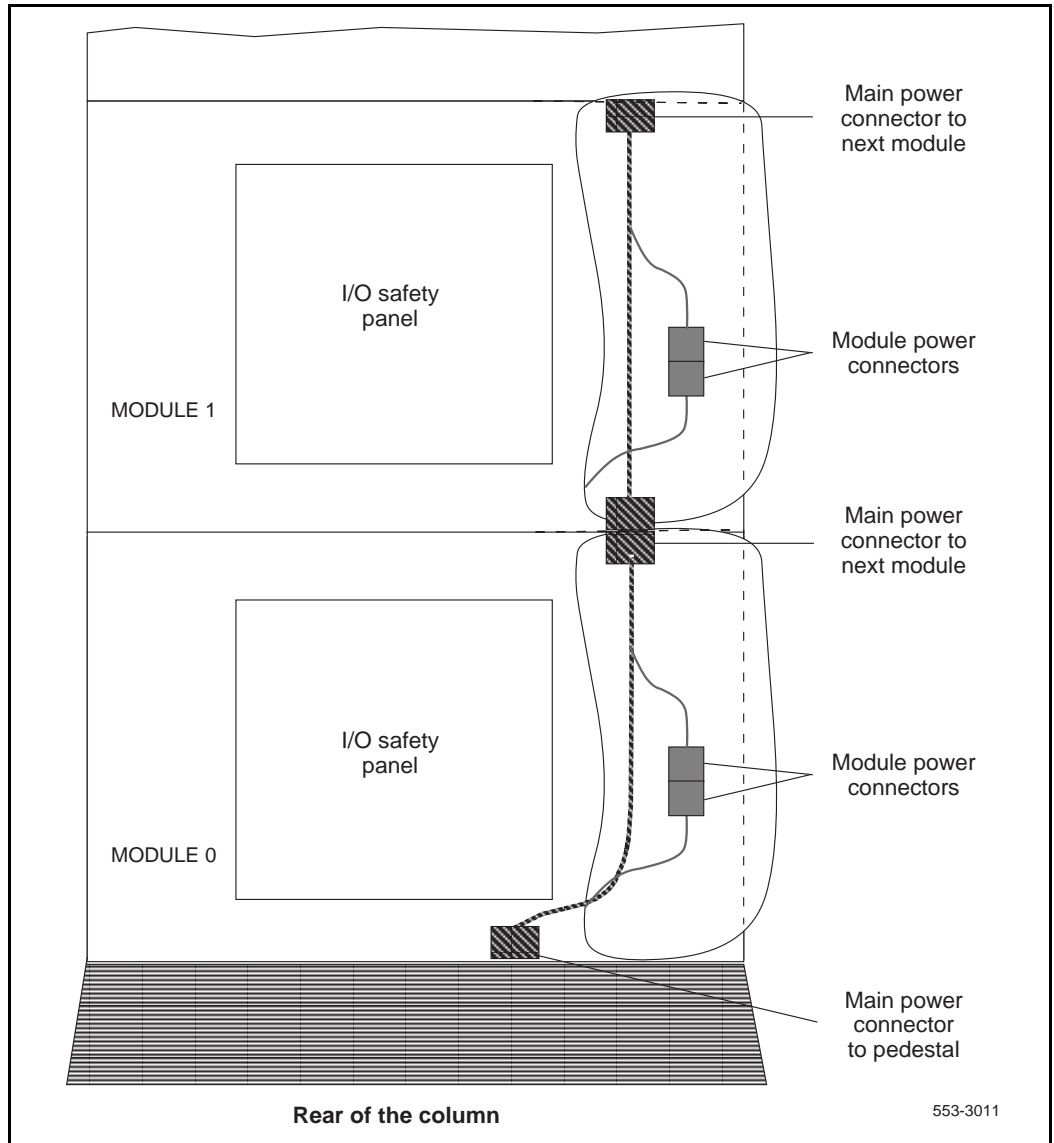 Main power
connector to
next module
I/O safety
panel
Module power
connectors
MODULE 1
Main power
connector to
next module
I/O safety
panel
Module power
connectors
MODULE 0
Main power
connector
to pedestal
Rear of the column
553-3011